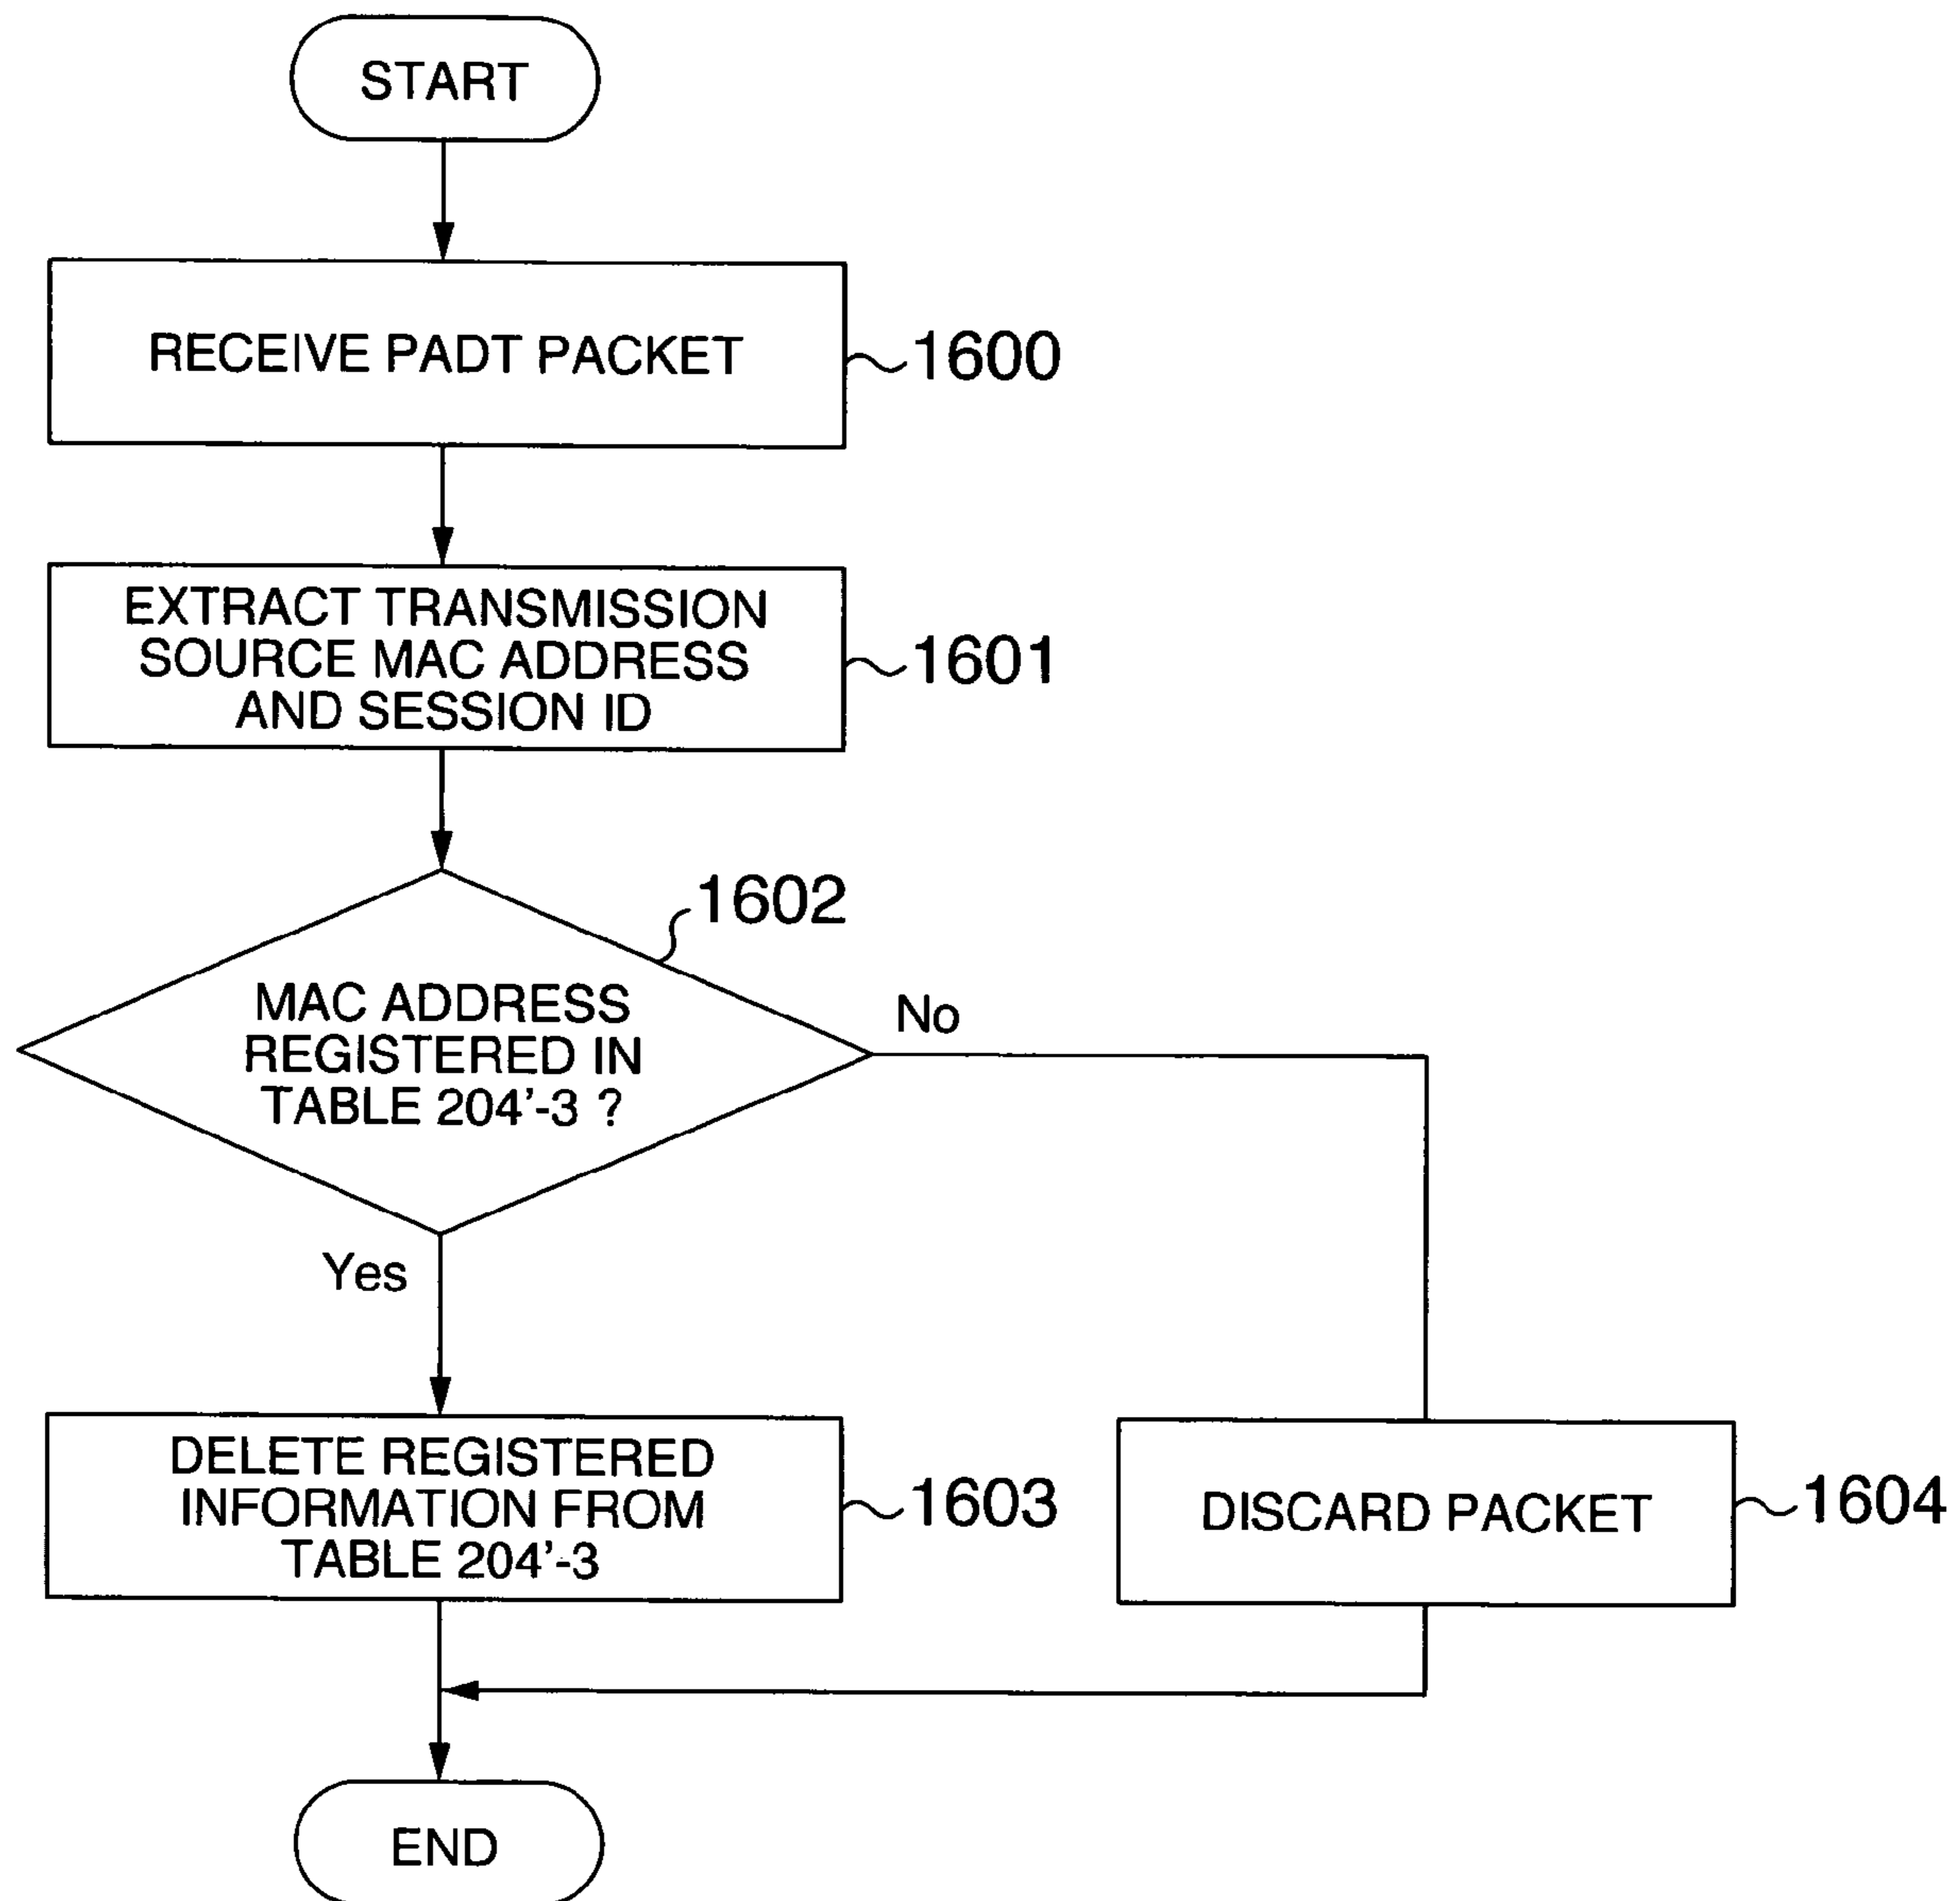 START
RECEIVE PADT PACKET
1600
EXTRACT TRANSMISSION
SOURCE MAC ADDRESS
AND SESSION ID
1601
1602
MAC ADDRESS
REGISTERED IN
TABLE 204'-3 ?
No
Yes
DELETE REGISTERED
INFORMATION FROM
TABLE 204'-3
1603
DISCARD PACKET
1604
END